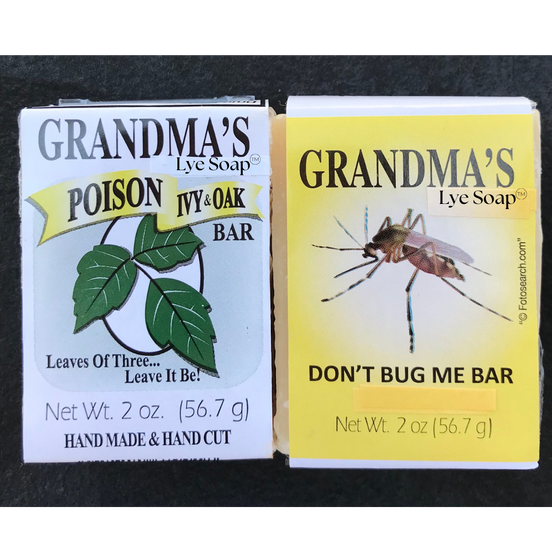 GRANDMA'S
Lye Soap™
POISON IVY & OAK
BAR
Leaves Of Three...
Leave It Be!
Net Wt. 2 oz. (56.7 g)
HAND MADE & HAND CUT
GRANDMA'S
Lye Soap™
"© Fotosearch.com"
DON'T BUG ME BAR
Net Wt. 2 oz (56.7 g)